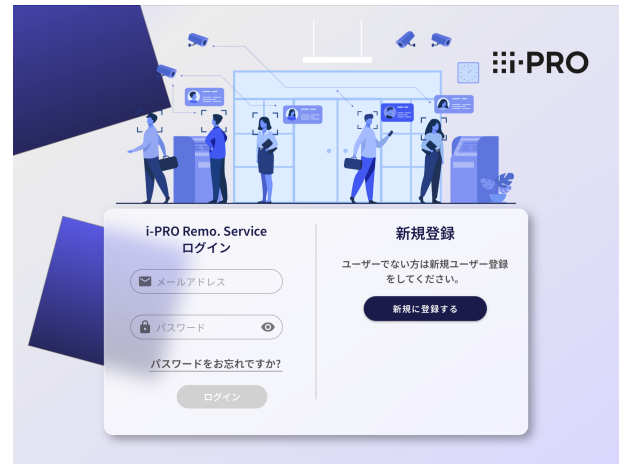 i-PRO
i-PRO Remo. Service
ログイン
メールアドレス
パスワード
パスワードをお忘れですか?
ログイン
新規登録
ユーザーでない方は新規ユーザー登録
をしてください。
新規に登録する